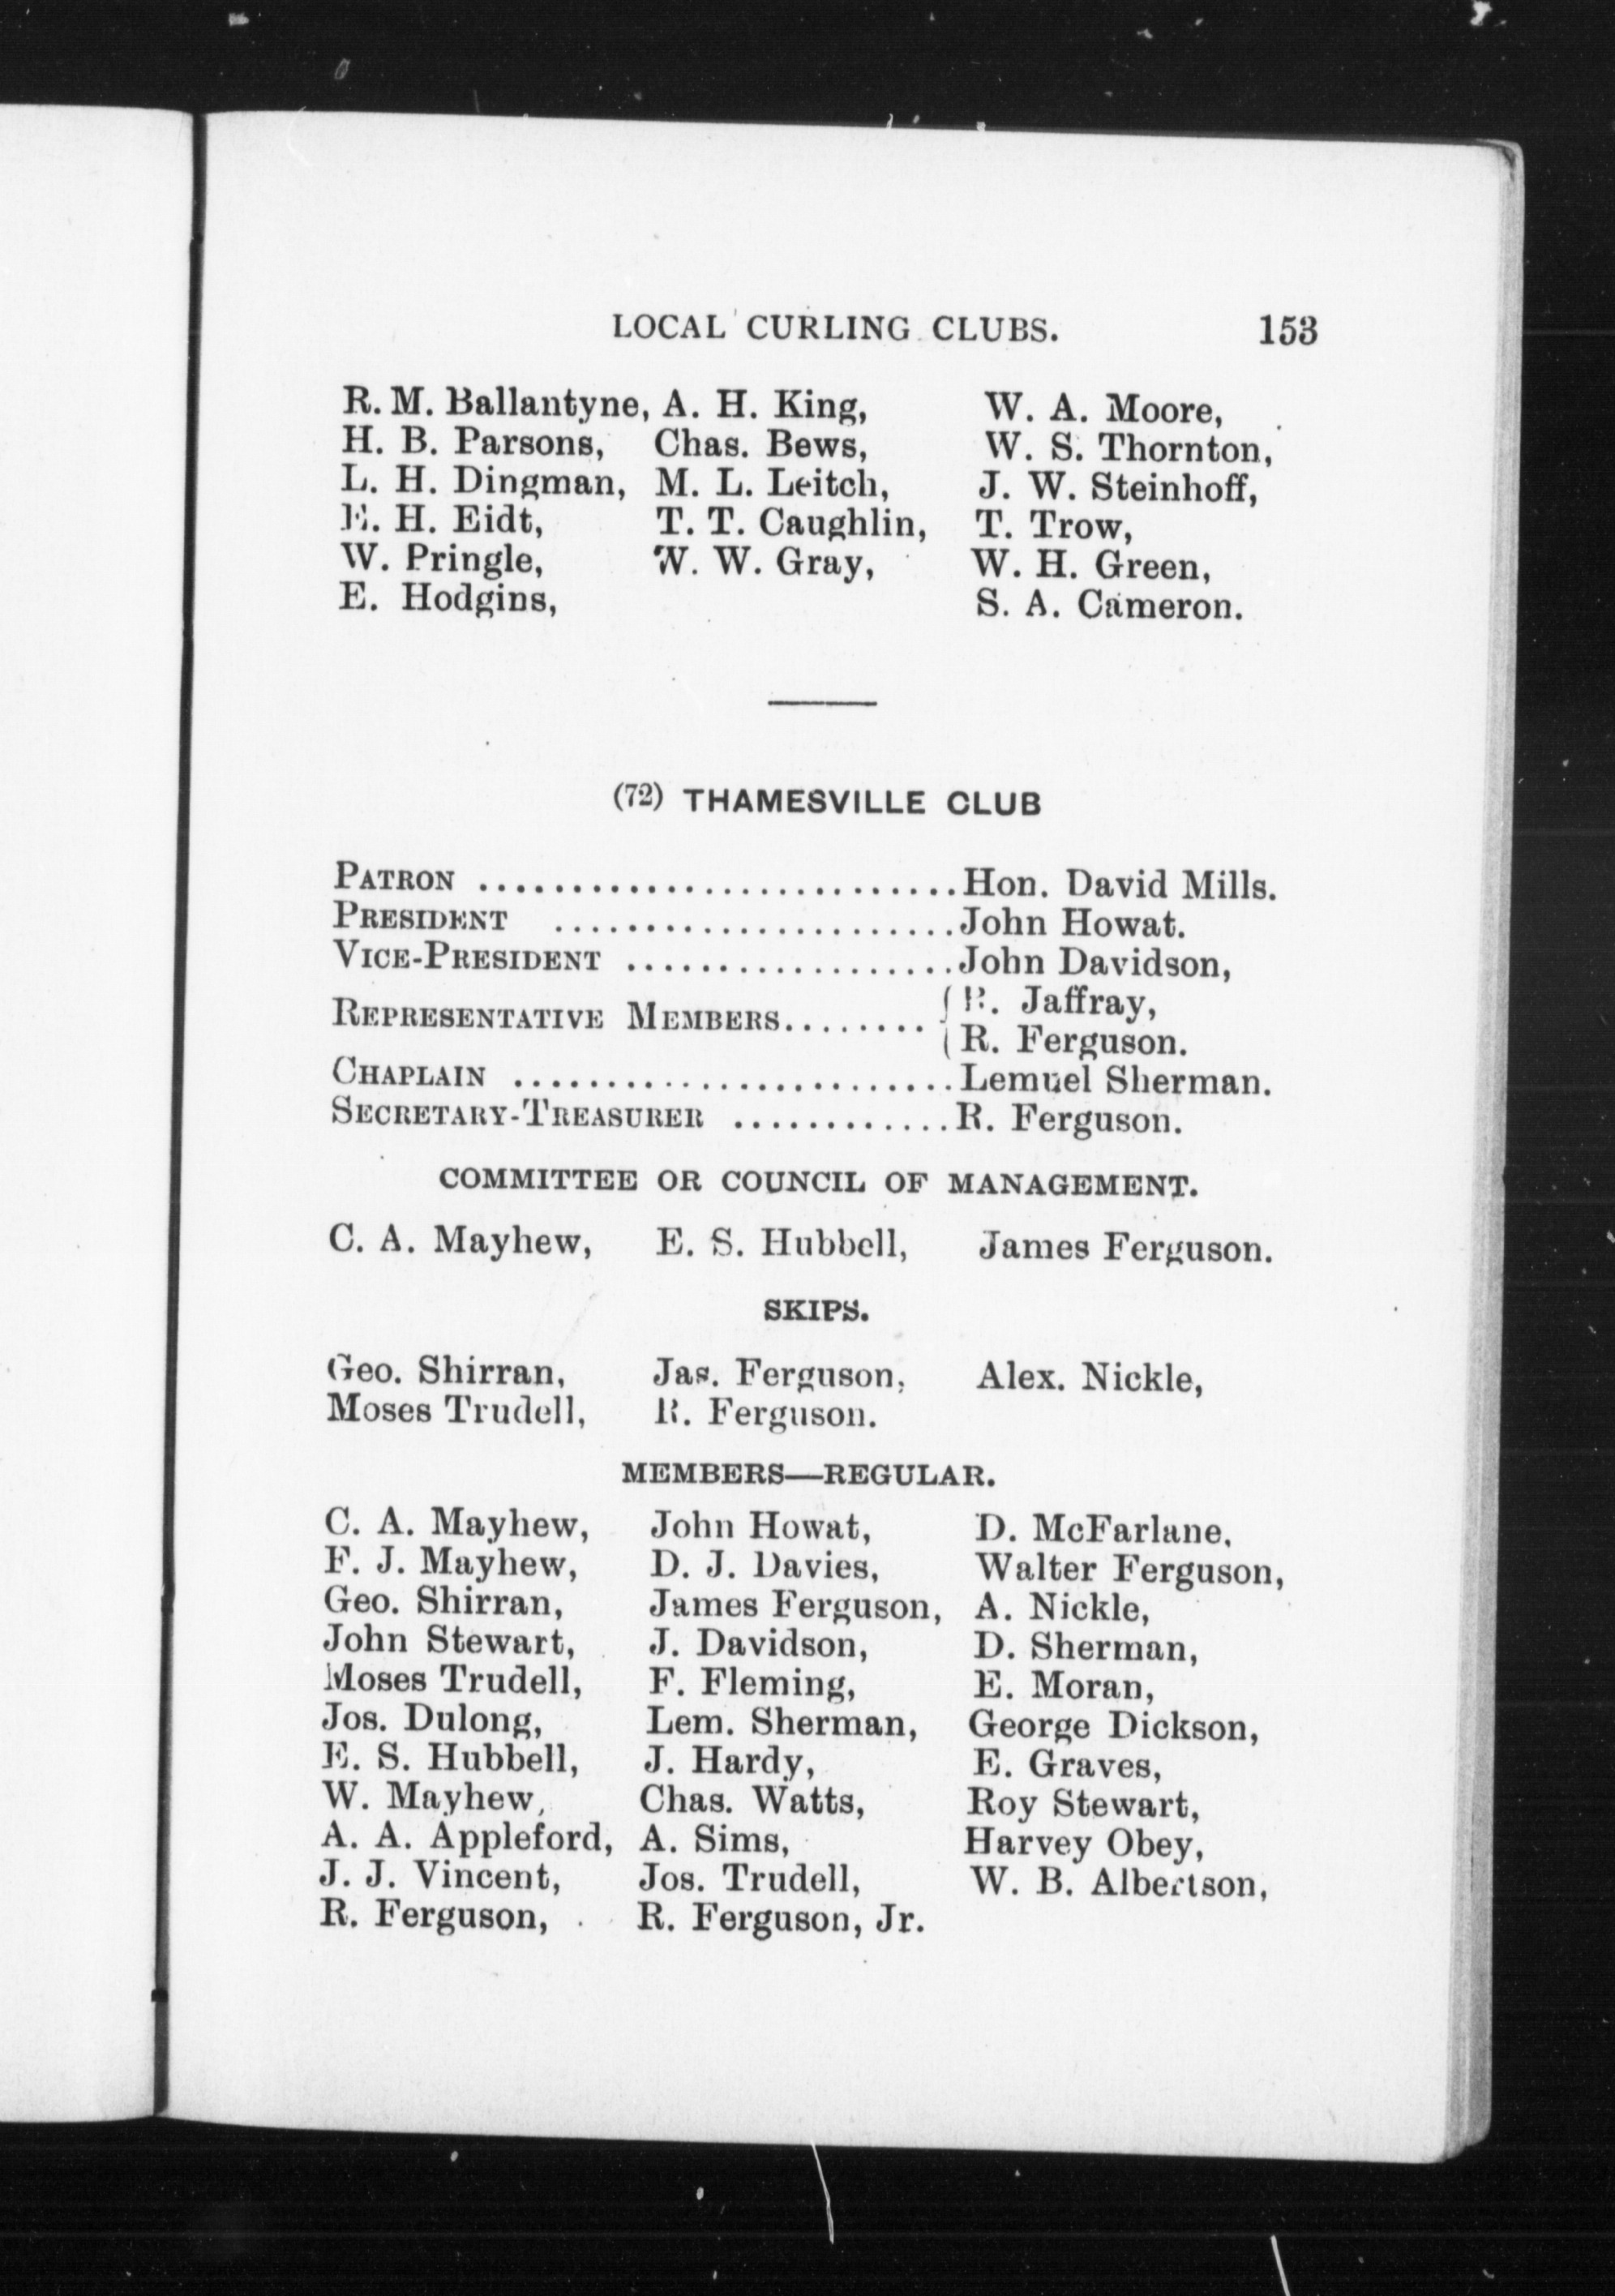 LOCAL CURLING CLUBS. 153
R. M. Ballantyne, A. H. King, W. A. Moore,
H. B. Parsons, Chas. Bews, W. S. Thornton,
L. H. Dingman, M. L. Leitch, J. W. Steinhoff,
E. H. Eidt, T. T. Caughlin, T. Trow,
W. Pringle, W. W. Gray, W. H. Green,
E. Hodgins, S. A. Cameron.
(72) THAMESVILLE CLUB
PATRON ..........................Hon. David Mills.
PRESIDENT ......................John Howat.
VICE-PRESIDENT ..................John Davidson,
REPRESENTATIVE MEMBERS........ { R. Jaffray,
R. Ferguson.
CHAPLAIN ........................Lemuel Sherman.
SECRETARY-TREASURER ............R. Ferguson.
COMMITTEE OR COUNCIL OF MANAGEMENT.
C. A. Mayhew, E. S. Hubbell, James Ferguson.
SKIPS.
Geo. Shirran, Jas. Ferguson, Alex. Nickle,
Moses Trudell, R. Ferguson.
MEMBERS—REGULAR.
C. A. Mayhew, John Howat, D. McFarlane,
F. J. Mayhew, D. J. Davies, Walter Ferguson,
Geo. Shirran, James Ferguson, A. Nickle,
John Stewart, J. Davidson, D. Sherman,
Moses Trudell, F. Fleming, E. Moran,
Jos. Dulong, Lem. Sherman, George Dickson,
E. S. Hubbell, J. Hardy, E. Graves,
W. Mayhew, Chas. Watts, Roy Stewart,
A. A. Appleford, A. Sims, Harvey Obey,
J. J. Vincent, Jos. Trudell, W. B. Albertson,
R. Ferguson, R. Ferguson, Jr.